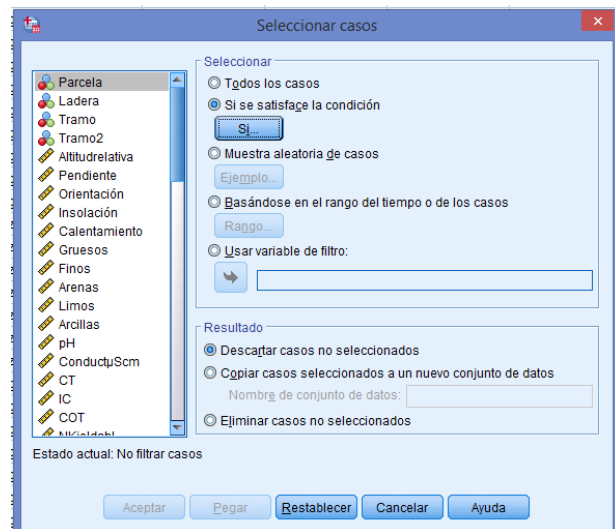 Seleccionar casos
Parcela
Ladera
Tramo
Tramo2
Altitudrelativa
Pendiente
Orientación
Insolación
Calentamiento
Gruesos
Finos
Arenas
Limos
Arcillas
pH
ConductµScm
CT
IC
COT
NKjeldahl
Seleccionar
Todos los casos
Si se satisface la condición
Si...
Muestra aleatoria de casos
Ejemplo...
Basándose en el rango del tiempo o de los casos
Rango...
Usar variable de filtro:
Resultado
Descartar casos no seleccionados
Copiar casos seleccionados a un nuevo conjunto de datos
Nombre de conjunto de datos:
Eliminar casos no seleccionados
Estado actual: No filtrar casos
Aceptar Pegar Restablecer Cancelar Ayuda